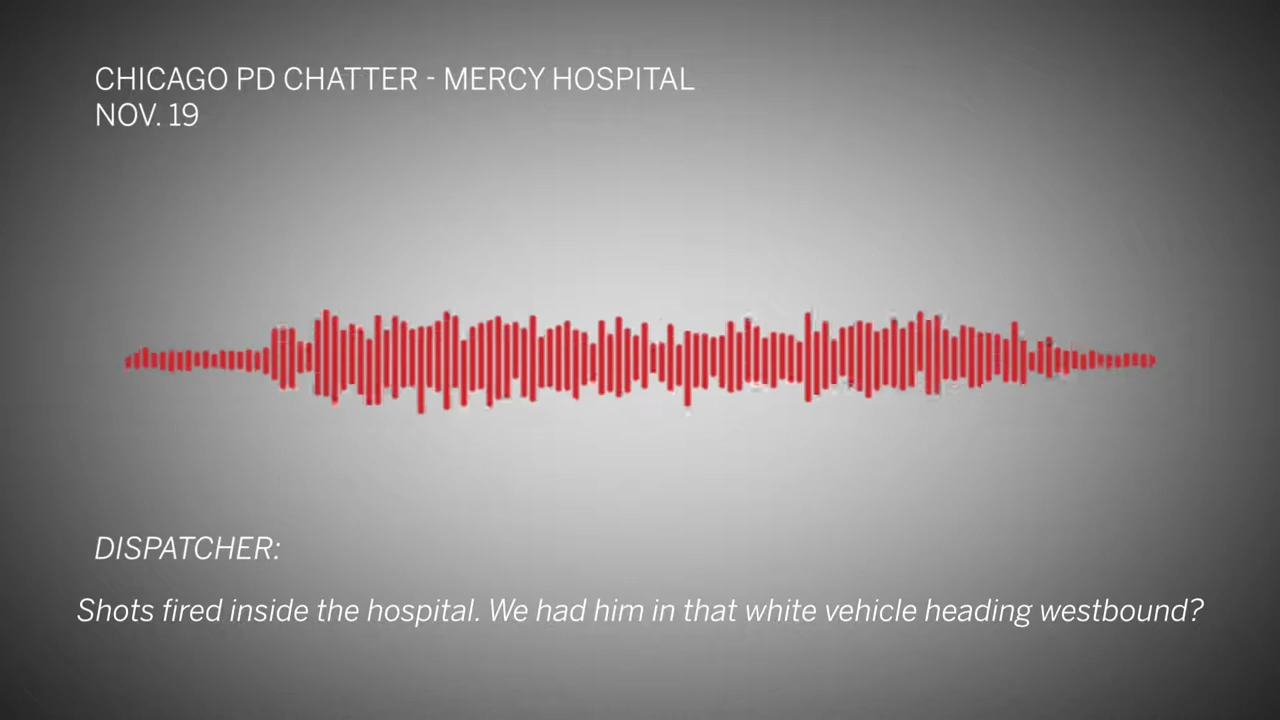 CHICAGO PD CHATTER - MERCY HOSPITAL
NOV. 19
DISPATCHER:
Shots fired inside the hospital. We had him in that white vehicle heading westbound?